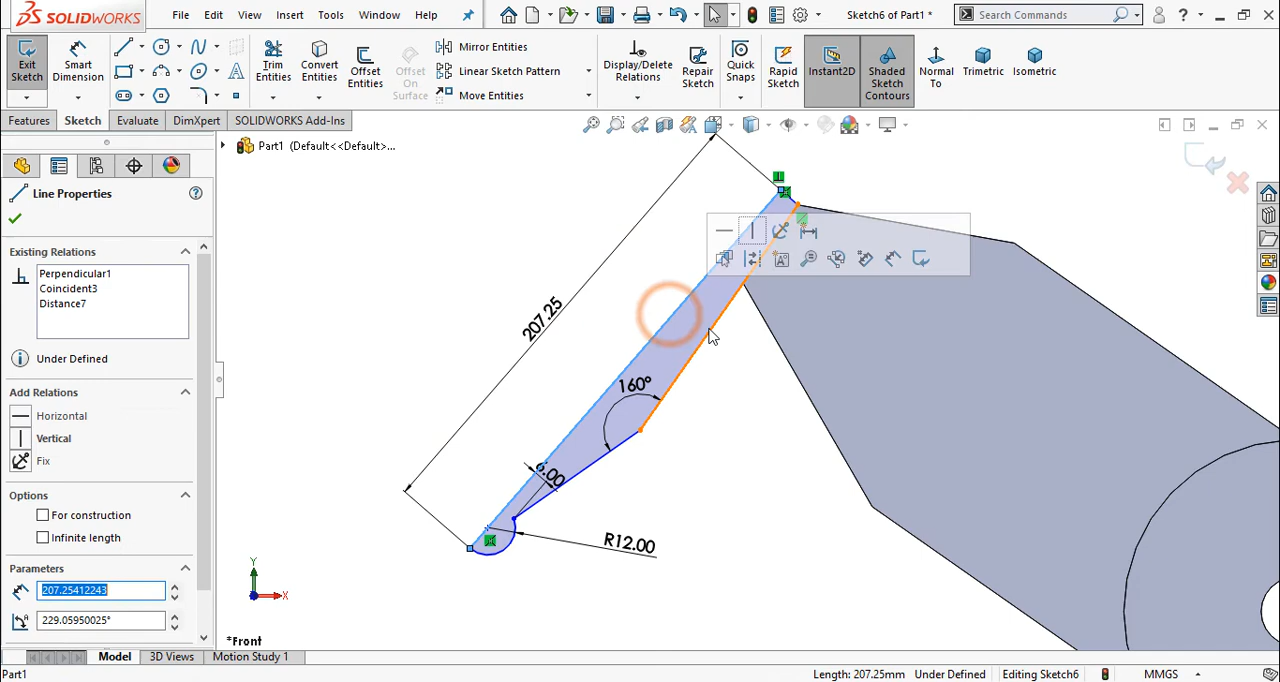 SOLIDWORKS
File Edit View Insert Tools Window Help
Sketch6 of Part1 *
Search Commands
Exit Sketch
Smart Dimension
Trim Entities
Convert Entities
Offset Entities
Offset On Surface
Mirror Entities
Linear Sketch Pattern
Move Entities
Display/Delete Relations
Repair Sketch
Quick Snaps
Rapid Sketch
Instant2D
Shaded Sketch Contours
Normal To
Trimetric
Isometric
Features Sketch Evaluate DimXpert SOLIDWORKS Add-Ins
Part1 (Default<<Default>...
Line Properties
Existing Relations
Perpendicular1
Coincident3
Distance7
Under Defined
Add Relations
Horizontal
Vertical
Fix
Options
For construction
Infinite length
Parameters
207.25412243
229.05950025°
207.25
160°
6.00
R12.00
Y
X
*Front
Model 3D Views Motion Study 1
Part1 Length: 207.25mm Under Defined Editing Sketch6 MMGS